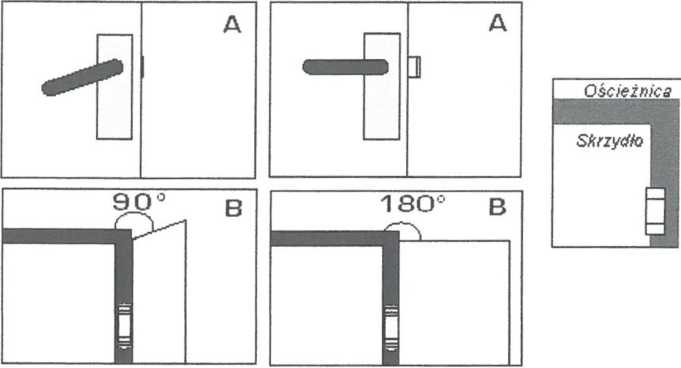 A
A
Ościeżnica
Skrzydło
90° B
180° B